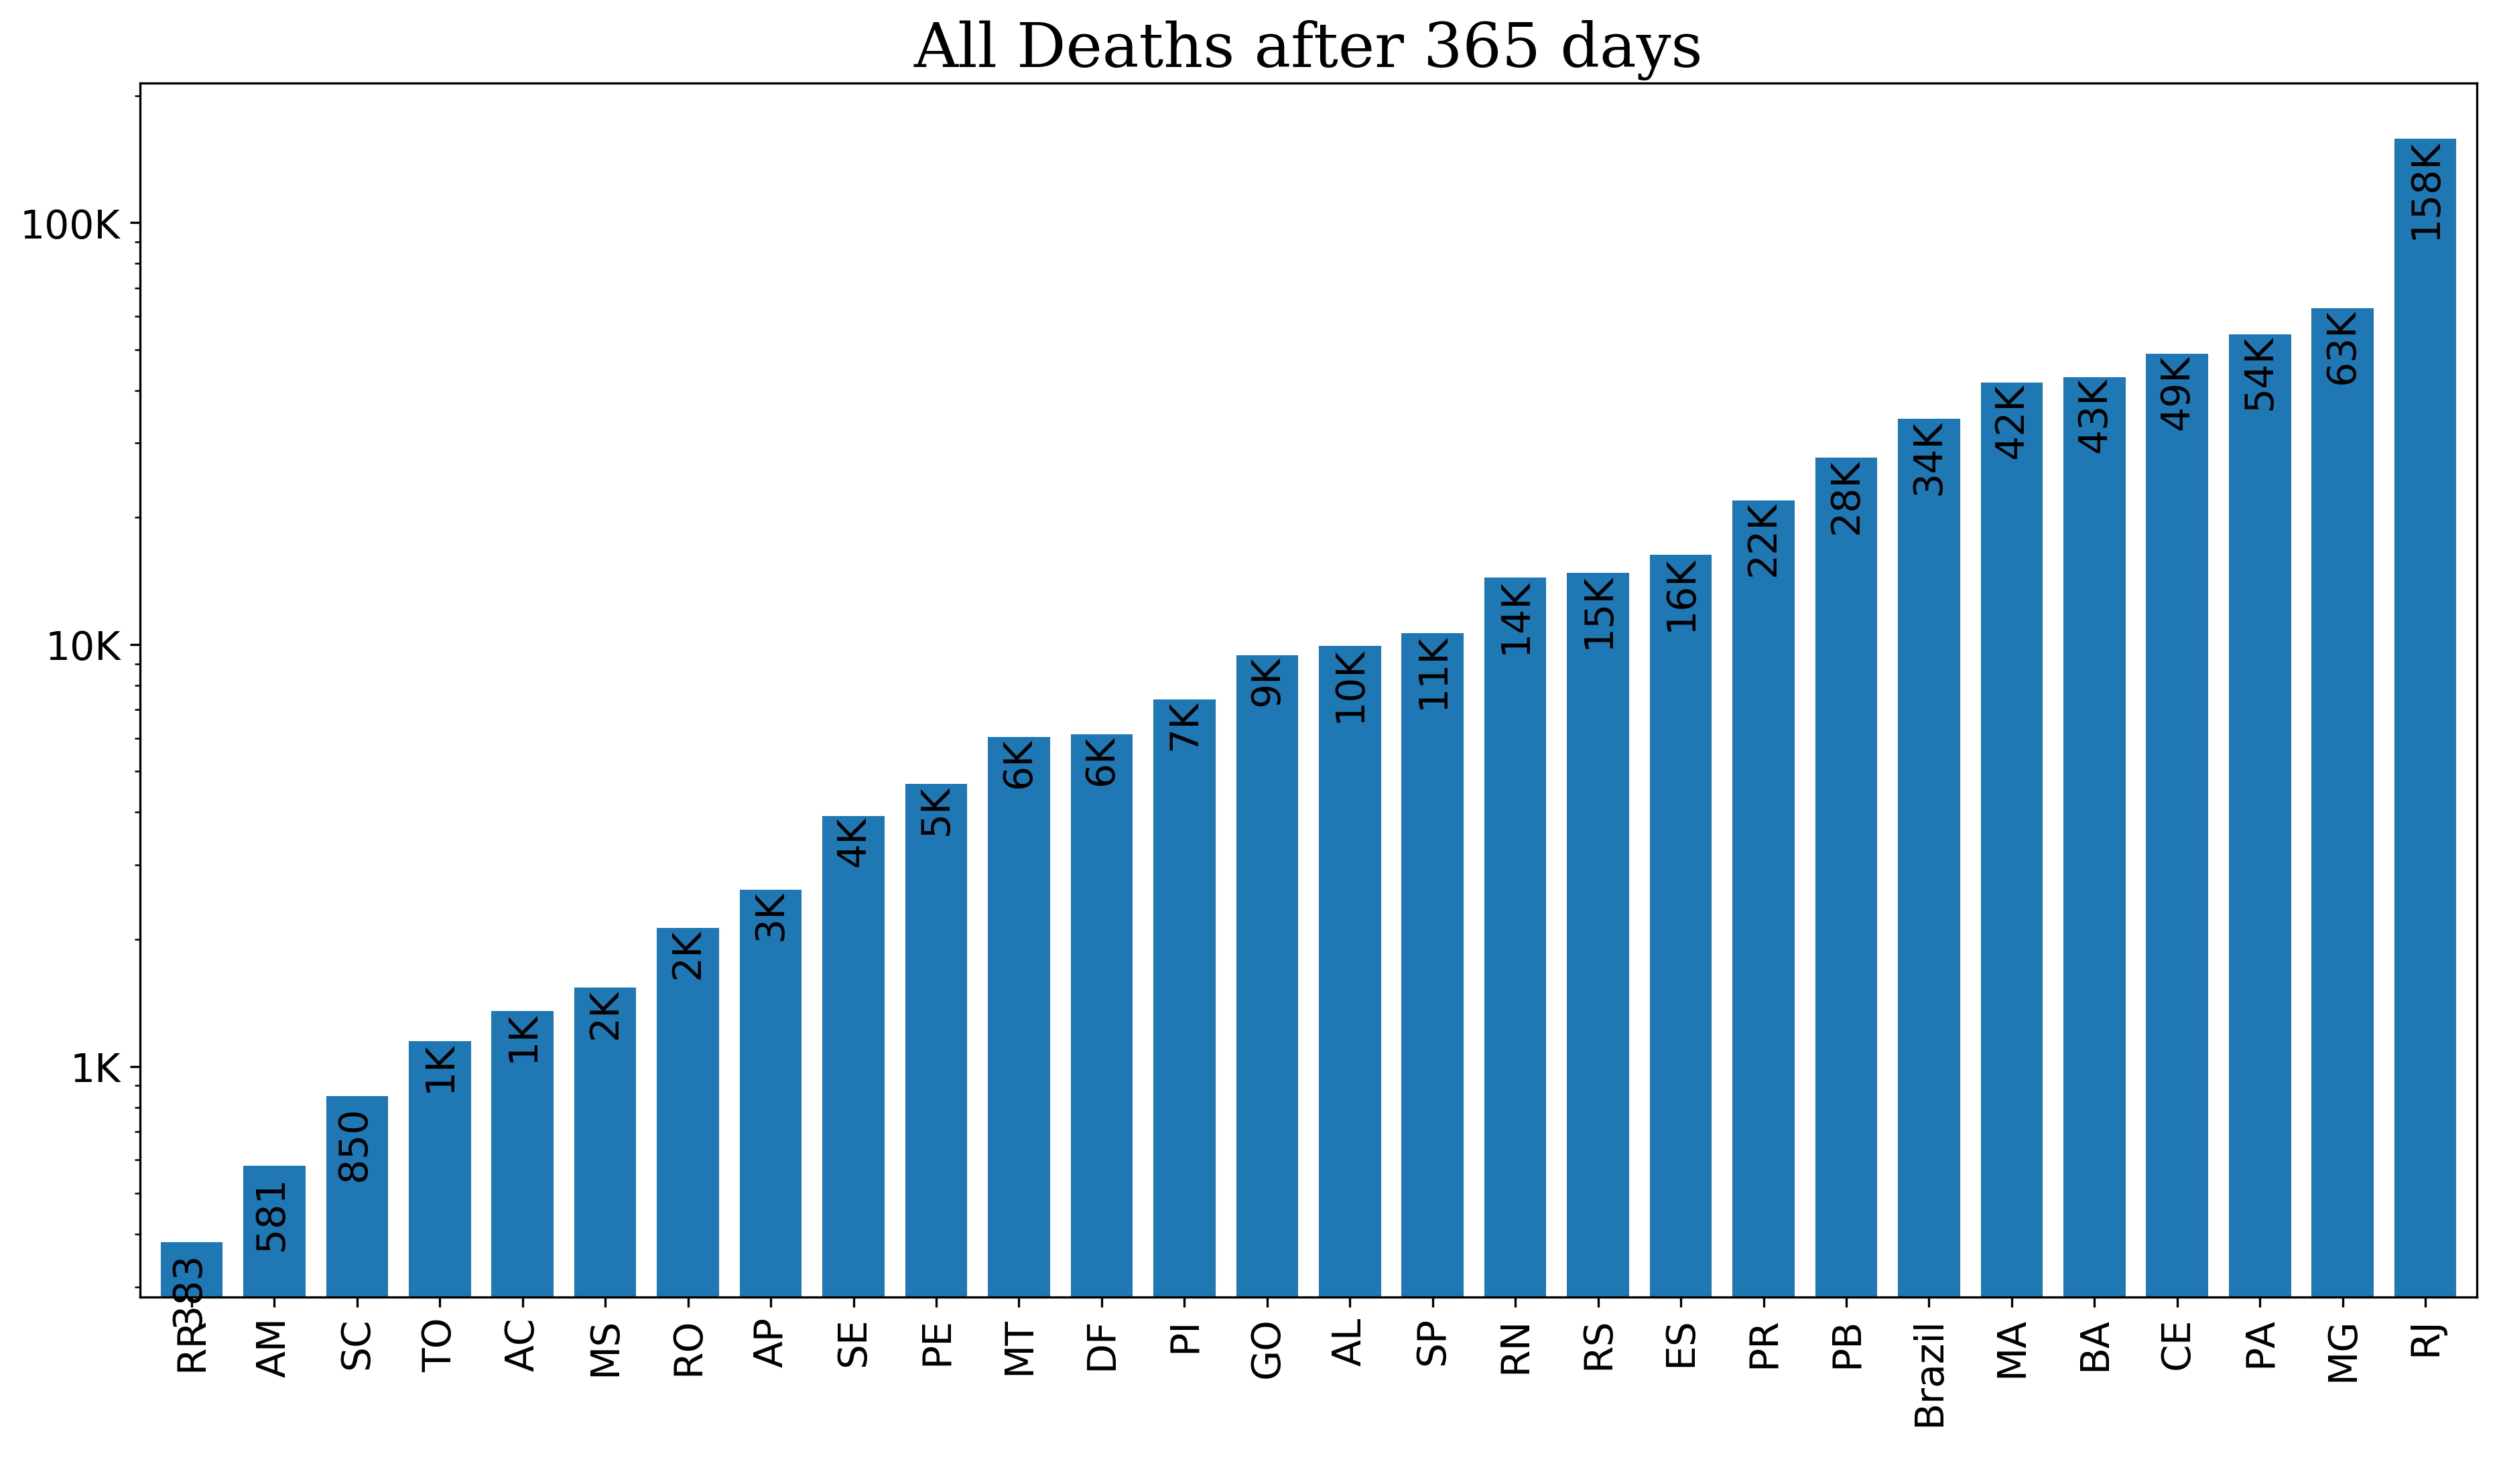 All Deaths after 365 days
100K
10K
1K
383
581
850
1K
1K
2K
2K
3K
4K
5K
6K
6K
7K
9K
10K
11K
14K
15K
16K
22K
28K
34K
42K
43K
49K
54K
63K
158K
RR
AM
SC
TO
AC
MS
RO
AP
SE
PE
MT
DF
PI
GO
AL
SP
RN
RS
ES
PR
PB
Brazil
MA
BA
CE
PA
MG
RJ